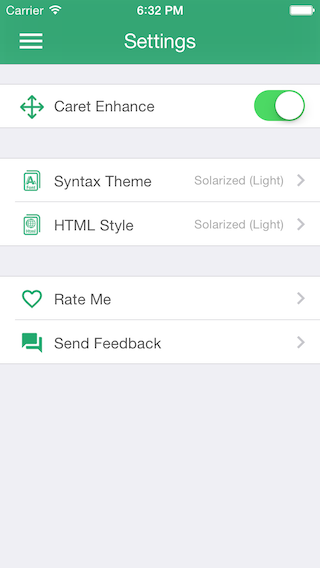 Carrier 6:32 PM
Settings
Caret Enhance
Syntax Theme Solarized (Light)
HTML Style Solarized (Light)
Rate Me
Send Feedback